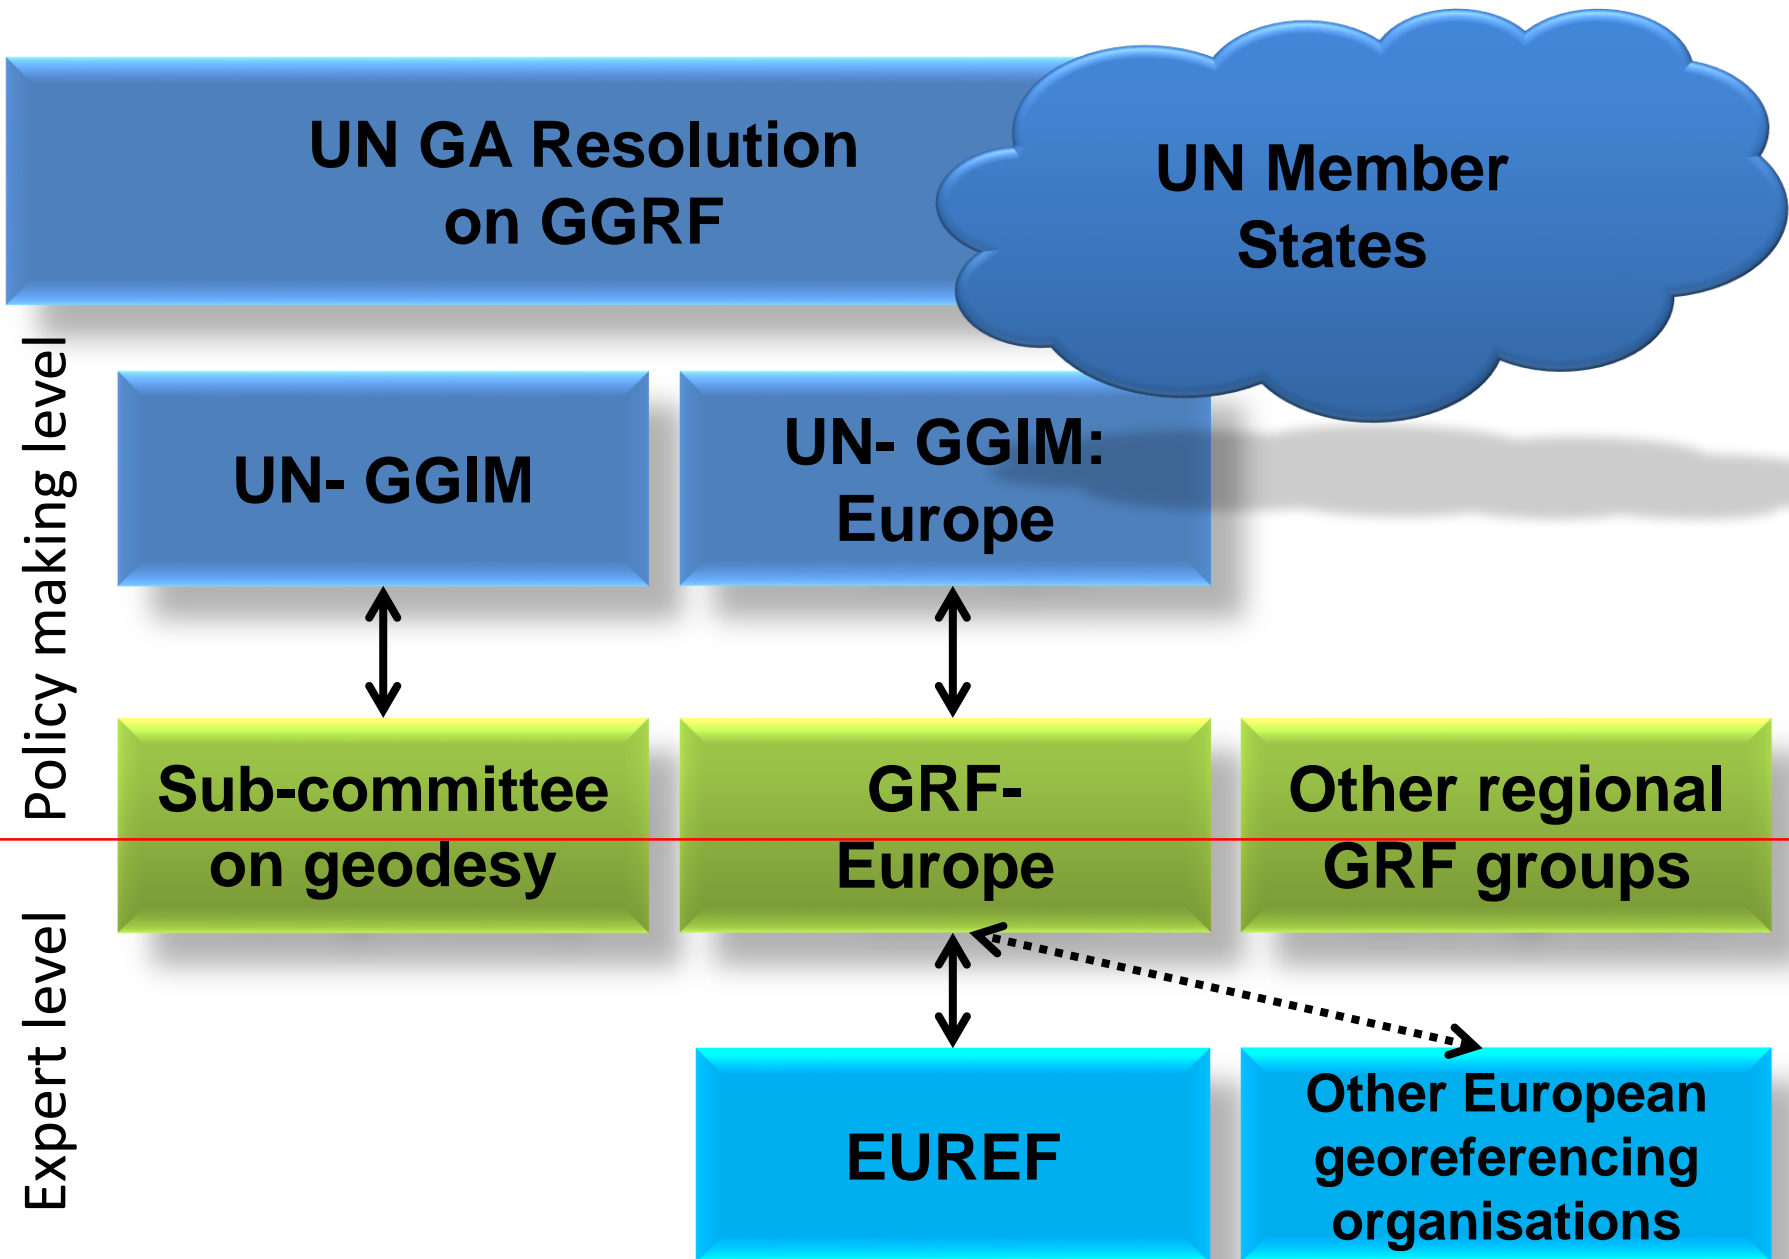 UN GA Resolution
on GGRF
UN Member
States
Policy making level
UN- GGIM
UN- GGIM:
Europe
Sub-committee
on geodesy
GRF-
Europe
Other regional
GRF groups
Expert level
EUREF
Other European
georeferencing
organisations